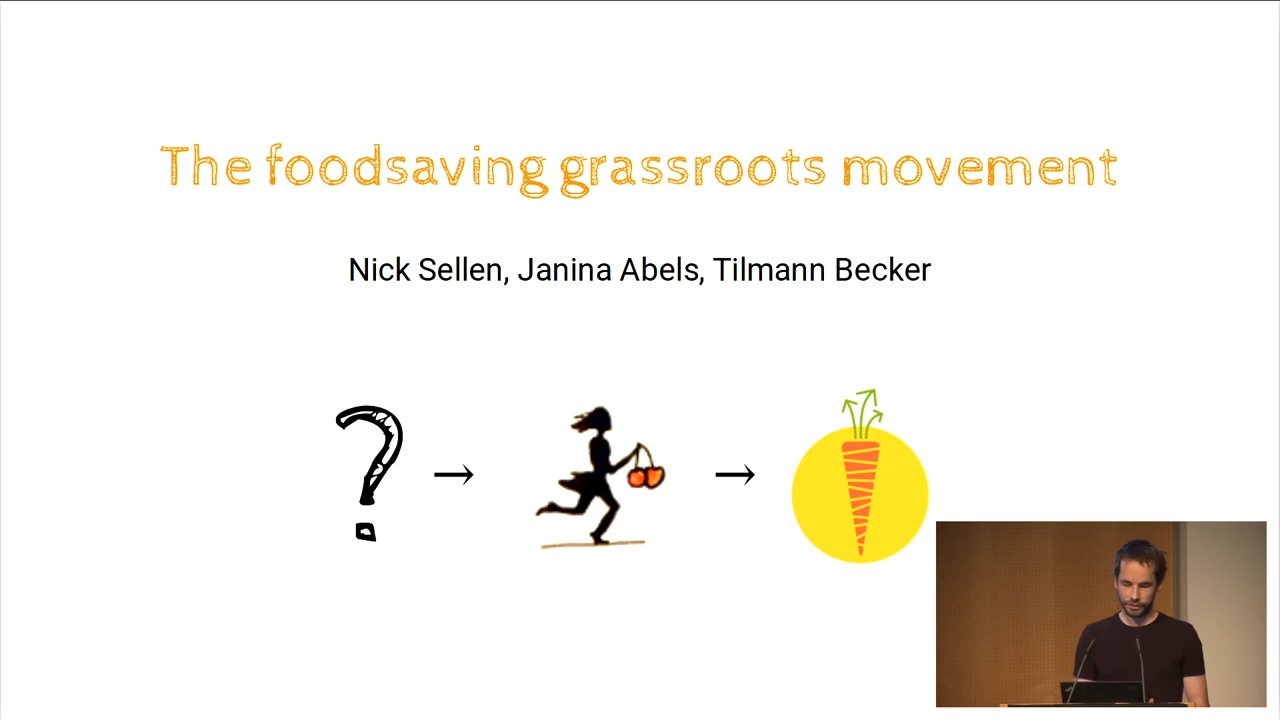 The foodsaving grassroots movement
Nick Sellen, Janina Abels, Tilmann Becker
?